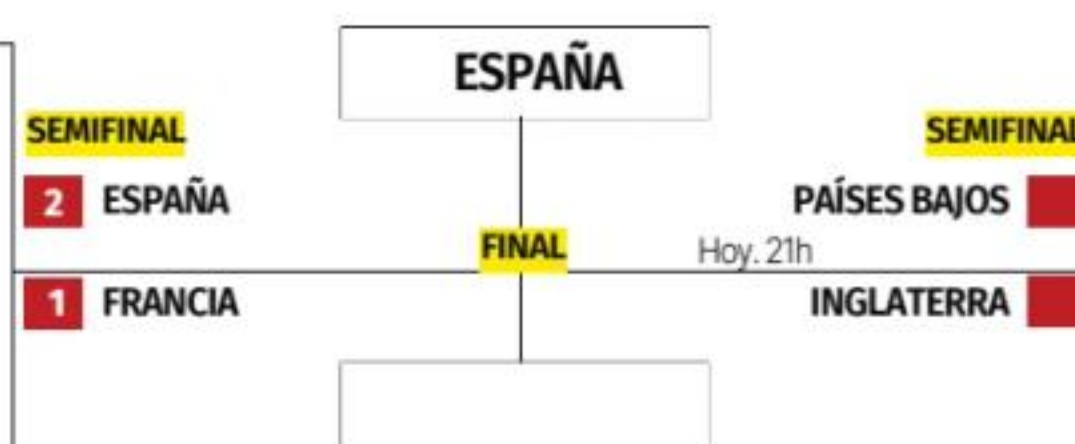 ESPAÑA
SEMIFINAL
2 ESPAÑA
1 FRANCIA
FINAL
SEMIFINAL
PAÍSES BAJOS
Hoy. 21h
INGLATERRA